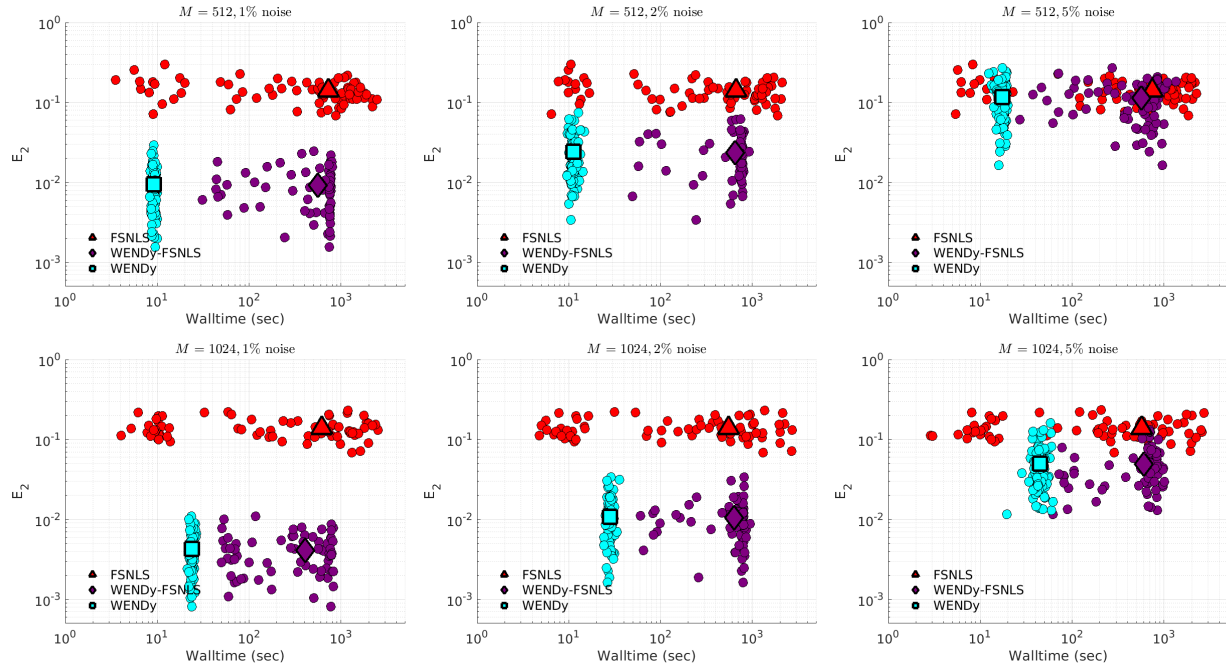 M = 512, 1% noise
10^0
10^-1
10^-2
10^-3
E_2
FSNLS
WENDy-FSNLS
WENDy
10^0 10^1 10^2 10^3
Walltime (sec)
M = 512, 2% noise
10^0
10^-1
10^-2
10^-3
E_2
FSNLS
WENDy-FSNLS
WENDy
10^0 10^1 10^2 10^3
Walltime (sec)
M = 512, 5% noise
10^0
10^-1
10^-2
10^-3
E_2
FSNLS
WENDy-FSNLS
WENDy
10^0 10^1 10^2 10^3
Walltime (sec)
M = 1024, 1% noise
10^0
10^-1
10^-2
10^-3
E_2
FSNLS
WENDy-FSNLS
WENDy
10^0 10^1 10^2 10^3
Walltime (sec)
M = 1024, 2% noise
10^0
10^-1
10^-2
10^-3
E_2
FSNLS
WENDy-FSNLS
WENDy
10^0 10^1 10^2 10^3
Walltime (sec)
M = 1024, 5% noise
10^0
10^-1
10^-2
10^-3
E_2
FSNLS
WENDy-FSNLS
WENDy
10^0 10^1 10^2 10^3
Walltime (sec)